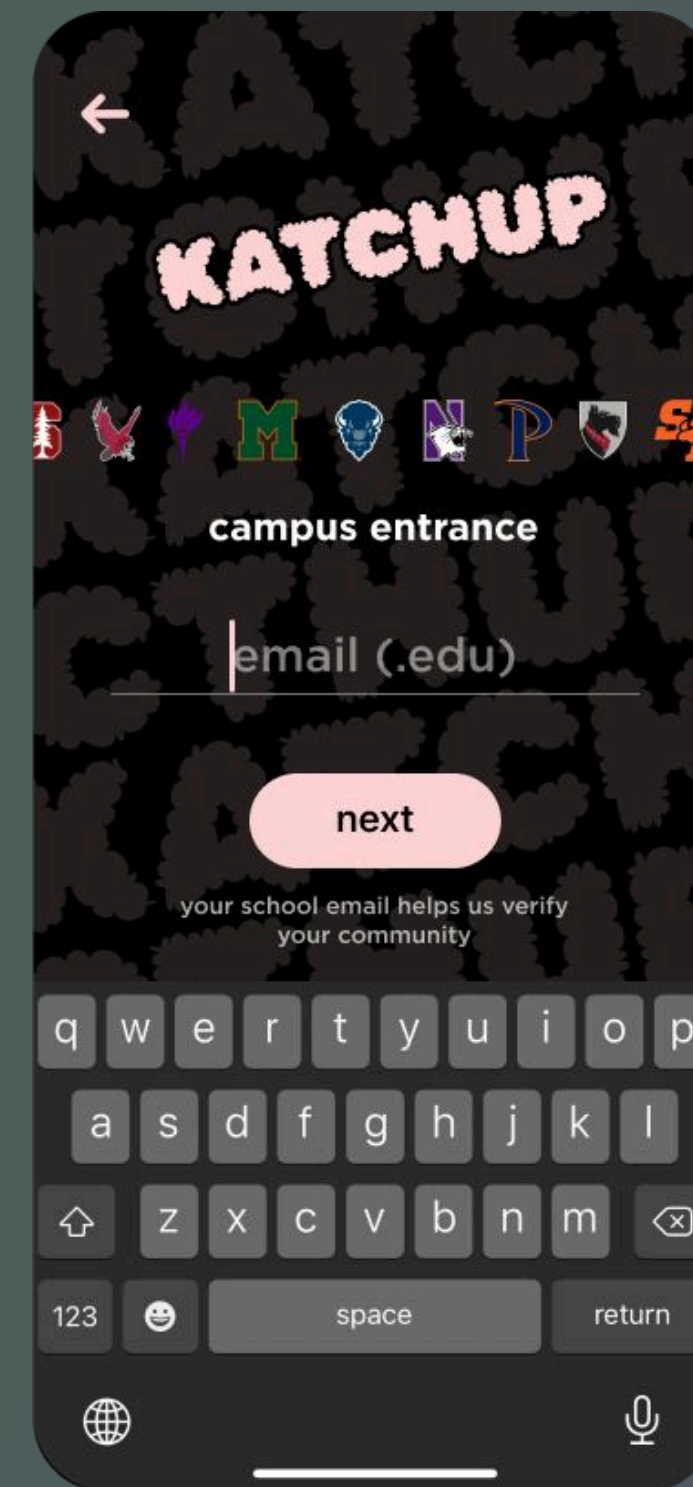 KATCHUP
S M N P S
campus entrance
email (.edu)
next
your school email helps us verify
your community
q w e r t y u i o p
a s d f g h j k l
z x c v b n m
123 space return